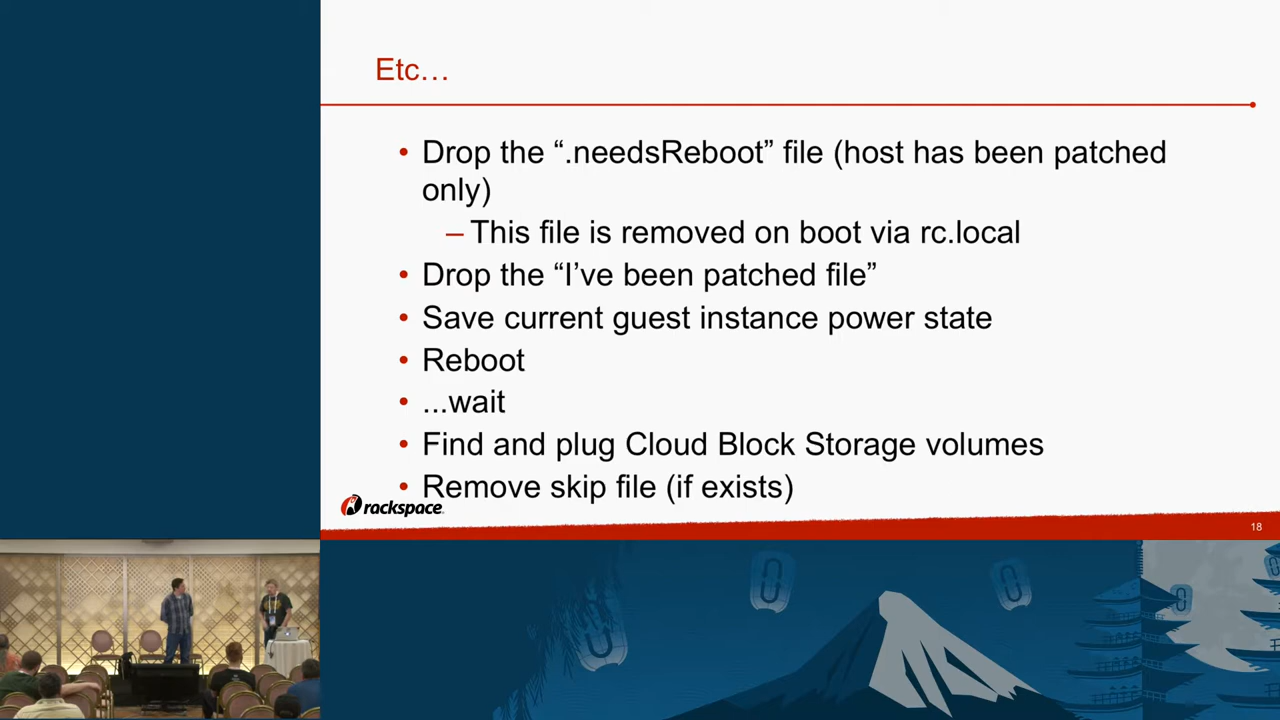 Etc…
• Drop the “.needsReboot” file (host has been patched
only)
– This file is removed on boot via rc.local
• Drop the “I’ve been patched file”
• Save current guest instance power state
• Reboot
• ...wait
• Find and plug Cloud Block Storage volumes
• Remove skip file (if exists)
rackspace
18